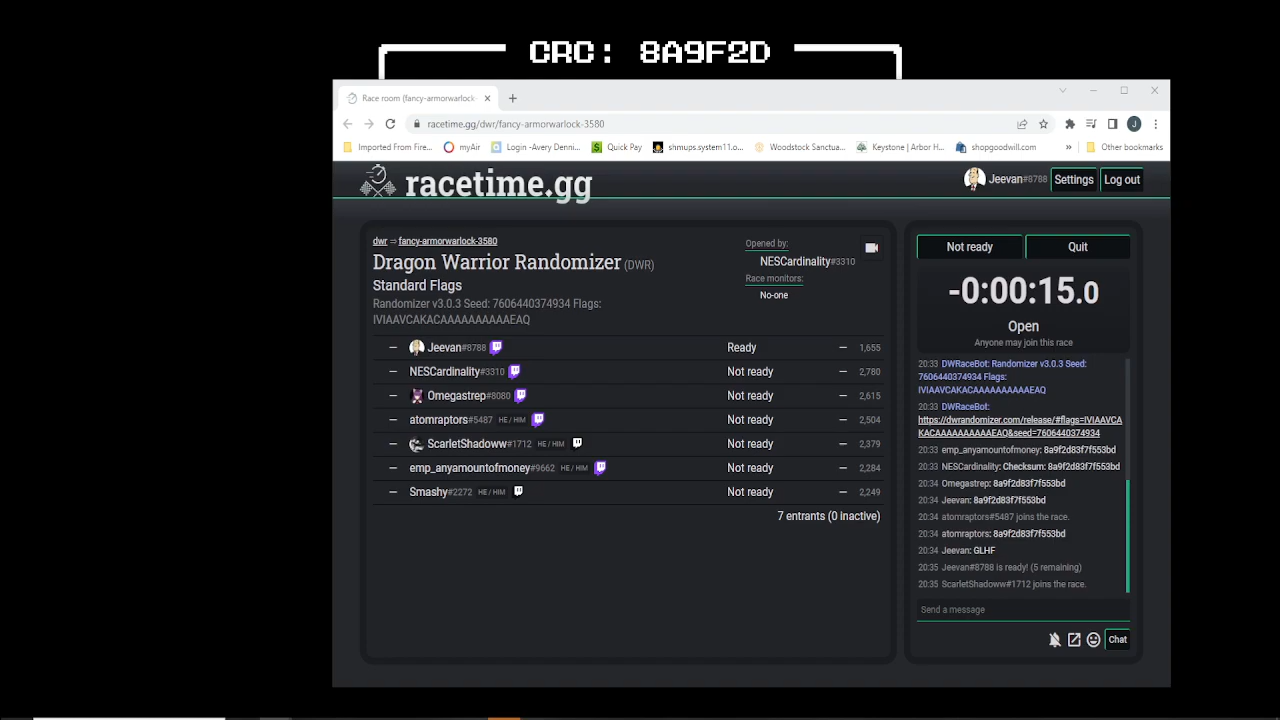 CRC: 8A9F2D
Race room (fancy-armorwarlock-
racetime.gg/dwr/fancy-armorwarlock-3580
Imported From Fire... myAir Login -Avery Denni... Quick Pay shmups.system11.o... Woodstock Sanctua... Keystone | Arbor H... shopgoodwill.com » Other bookmarks
racetime.gg
Jeevan#8788 Settings Log out
dwr ⇒ fancy-armorwarlock-3580
Dragon Warrior Randomizer (DWR)
Standard Flags
Randomizer v3.0.3 Seed: 7606440374934 Flags:
IVIAAVCAKACAAAAAAAAAAEAQ
Opened by:
NESCardinality#3310
Race monitors:
No-one
— Jeevan#8788 Ready — 1,655
— NESCardinality#3310 Not ready — 2,780
— Omegastrep#8080 Not ready — 2,615
— atomraptors#5487 HE / HIM Not ready — 2,504
— ScarletShadoww#1712 HE / HIM Not ready — 2,379
— emp_anyamountofmoney#9662 HE / HIM Not ready — 2,284
— Smashy#2272 HE / HIM Not ready — 2,249
7 entrants (0 inactive)
Not ready Quit
-0:00:15.0
Open
Anyone may join this race
20:33 DWRaceBot: Randomizer v3.0.3 Seed:
7606440374934 Flags:
IVIAAVCAKACAAAAAAAAAAEAQ
20:33 DWRaceBot:
https://dwrandomizer.com/release/#flags=IVIAAVCA
KACAAAAAAAAAAEAQ&seed=7606440374934
20:33 emp_anyamountofmoney: 8a9f2d83f7f553bd
20:33 NESCardinality: Checksum: 8a9f2d83f7f553bd
20:34 Omegastrep: 8a9f2d83f7f553bd
20:34 Jeevan: 8a9f2d83f7f553bd
20:34 atomraptors#5487 joins the race.
20:34 atomraptors: 8a9f2d83f7f553bd
20:34 Jeevan: GLHF
20:35 Jeevan#8788 is ready! (5 remaining)
20:35 ScarletShadoww#1712 joins the race.
Send a message
Chat